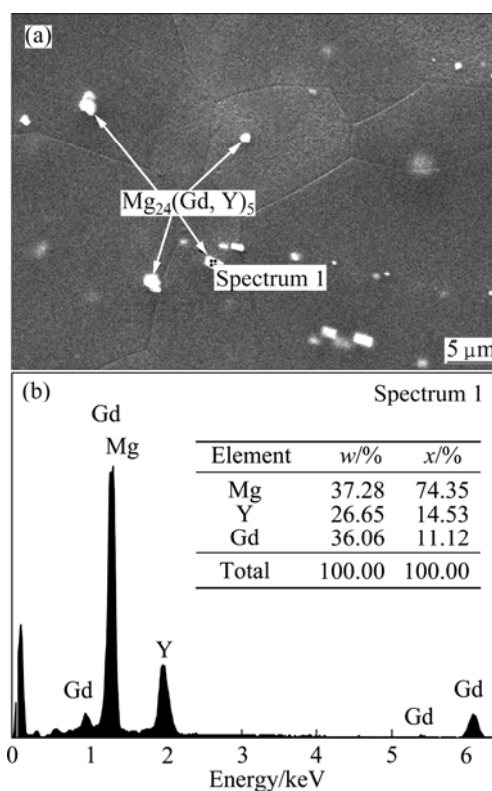 (a)
Mg₂₄(Gd, Y)₅
Spectrum 1
5 μm
(b)
Spectrum 1
Gd
Mg
Element w/% x/%
Mg 37.28 74.35
Y 26.65 14.53
Gd 36.06 11.12
Total 100.00 100.00
Y
Gd
Gd
Gd
0 1 2 3 4 5 6
Energy/keV